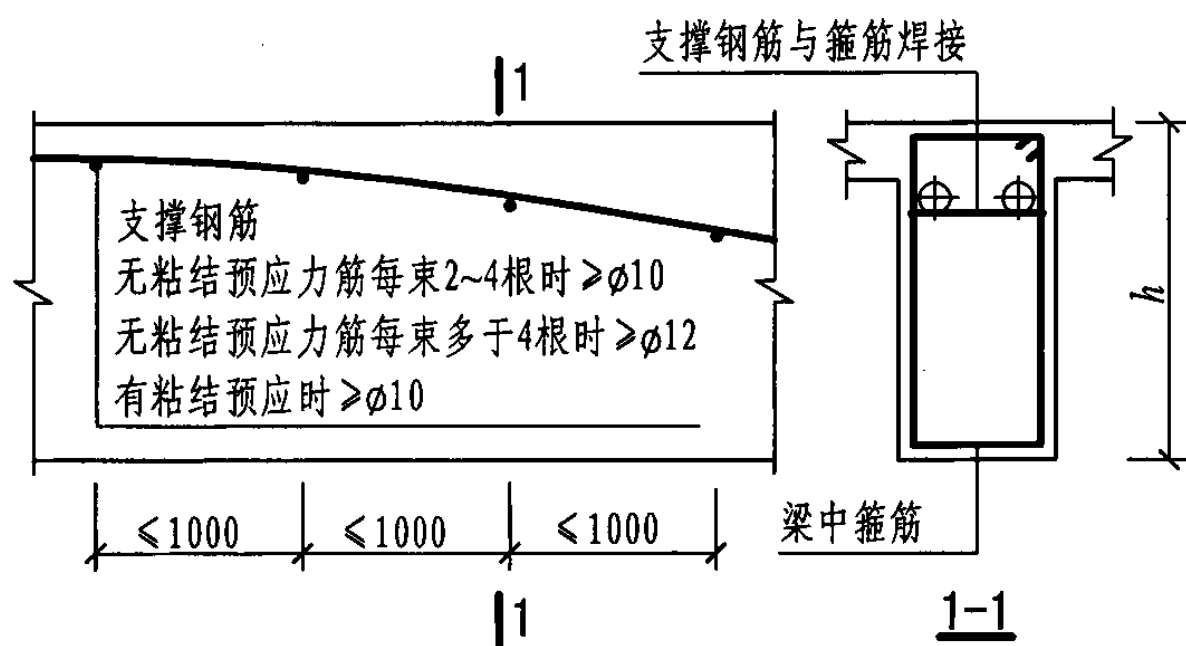 1
支撑钢筋与箍筋焊接
支撑钢筋
无粘结预应力筋每束2~4根时≥ø10
无粘结预应力筋每束多于4根时≥ø12
有粘结预应时≥ø10
h
≤1000
≤1000
≤1000
梁中箍筋
1
1-1